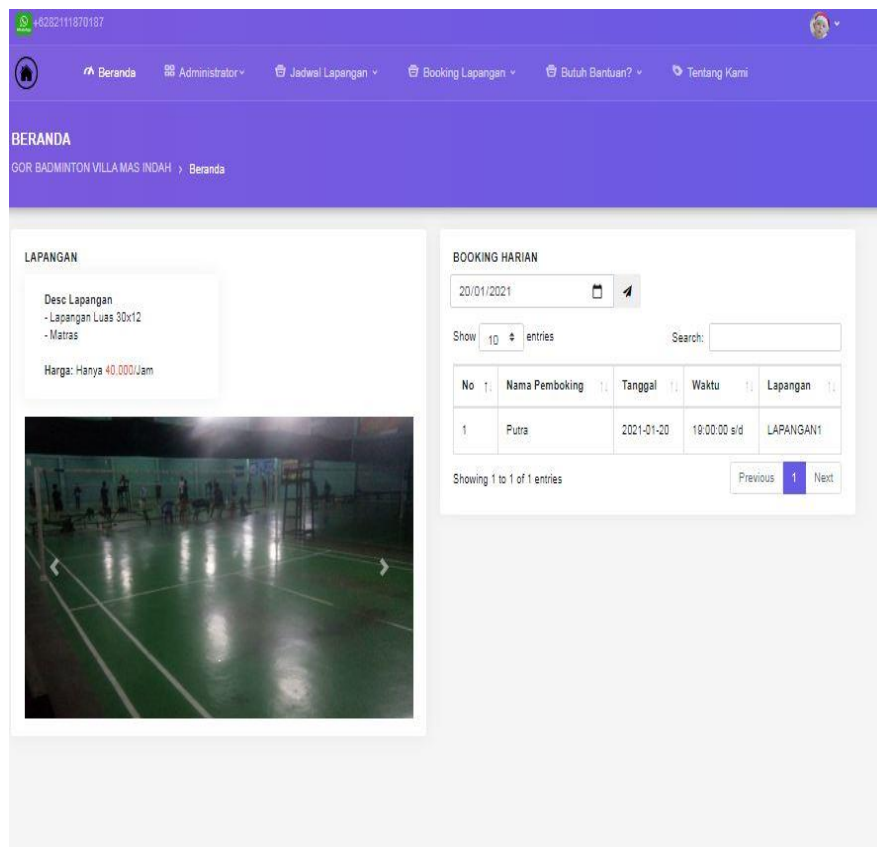 +6282111870187
Beranda Administrator Jadwal Lapangan Booking Lapangan Butuh Bantuan? Tentang Kami
BERANDA
GOR BADMINTON VILLA MAS INDAH > Beranda
LAPANGAN
Desc Lapangan
- Lapangan Luas 30x12
- Matras
Harga: Hanya 40.000/Jam
BOOKING HARIAN
20/01/2021
Show 10 entries Search:
No Nama Pemboking Tanggal Waktu Lapangan
1 Putra 2021-01-20 19:00:00 s/d LAPANGAN1
Showing 1 to 1 of 1 entries Previous 1 Next